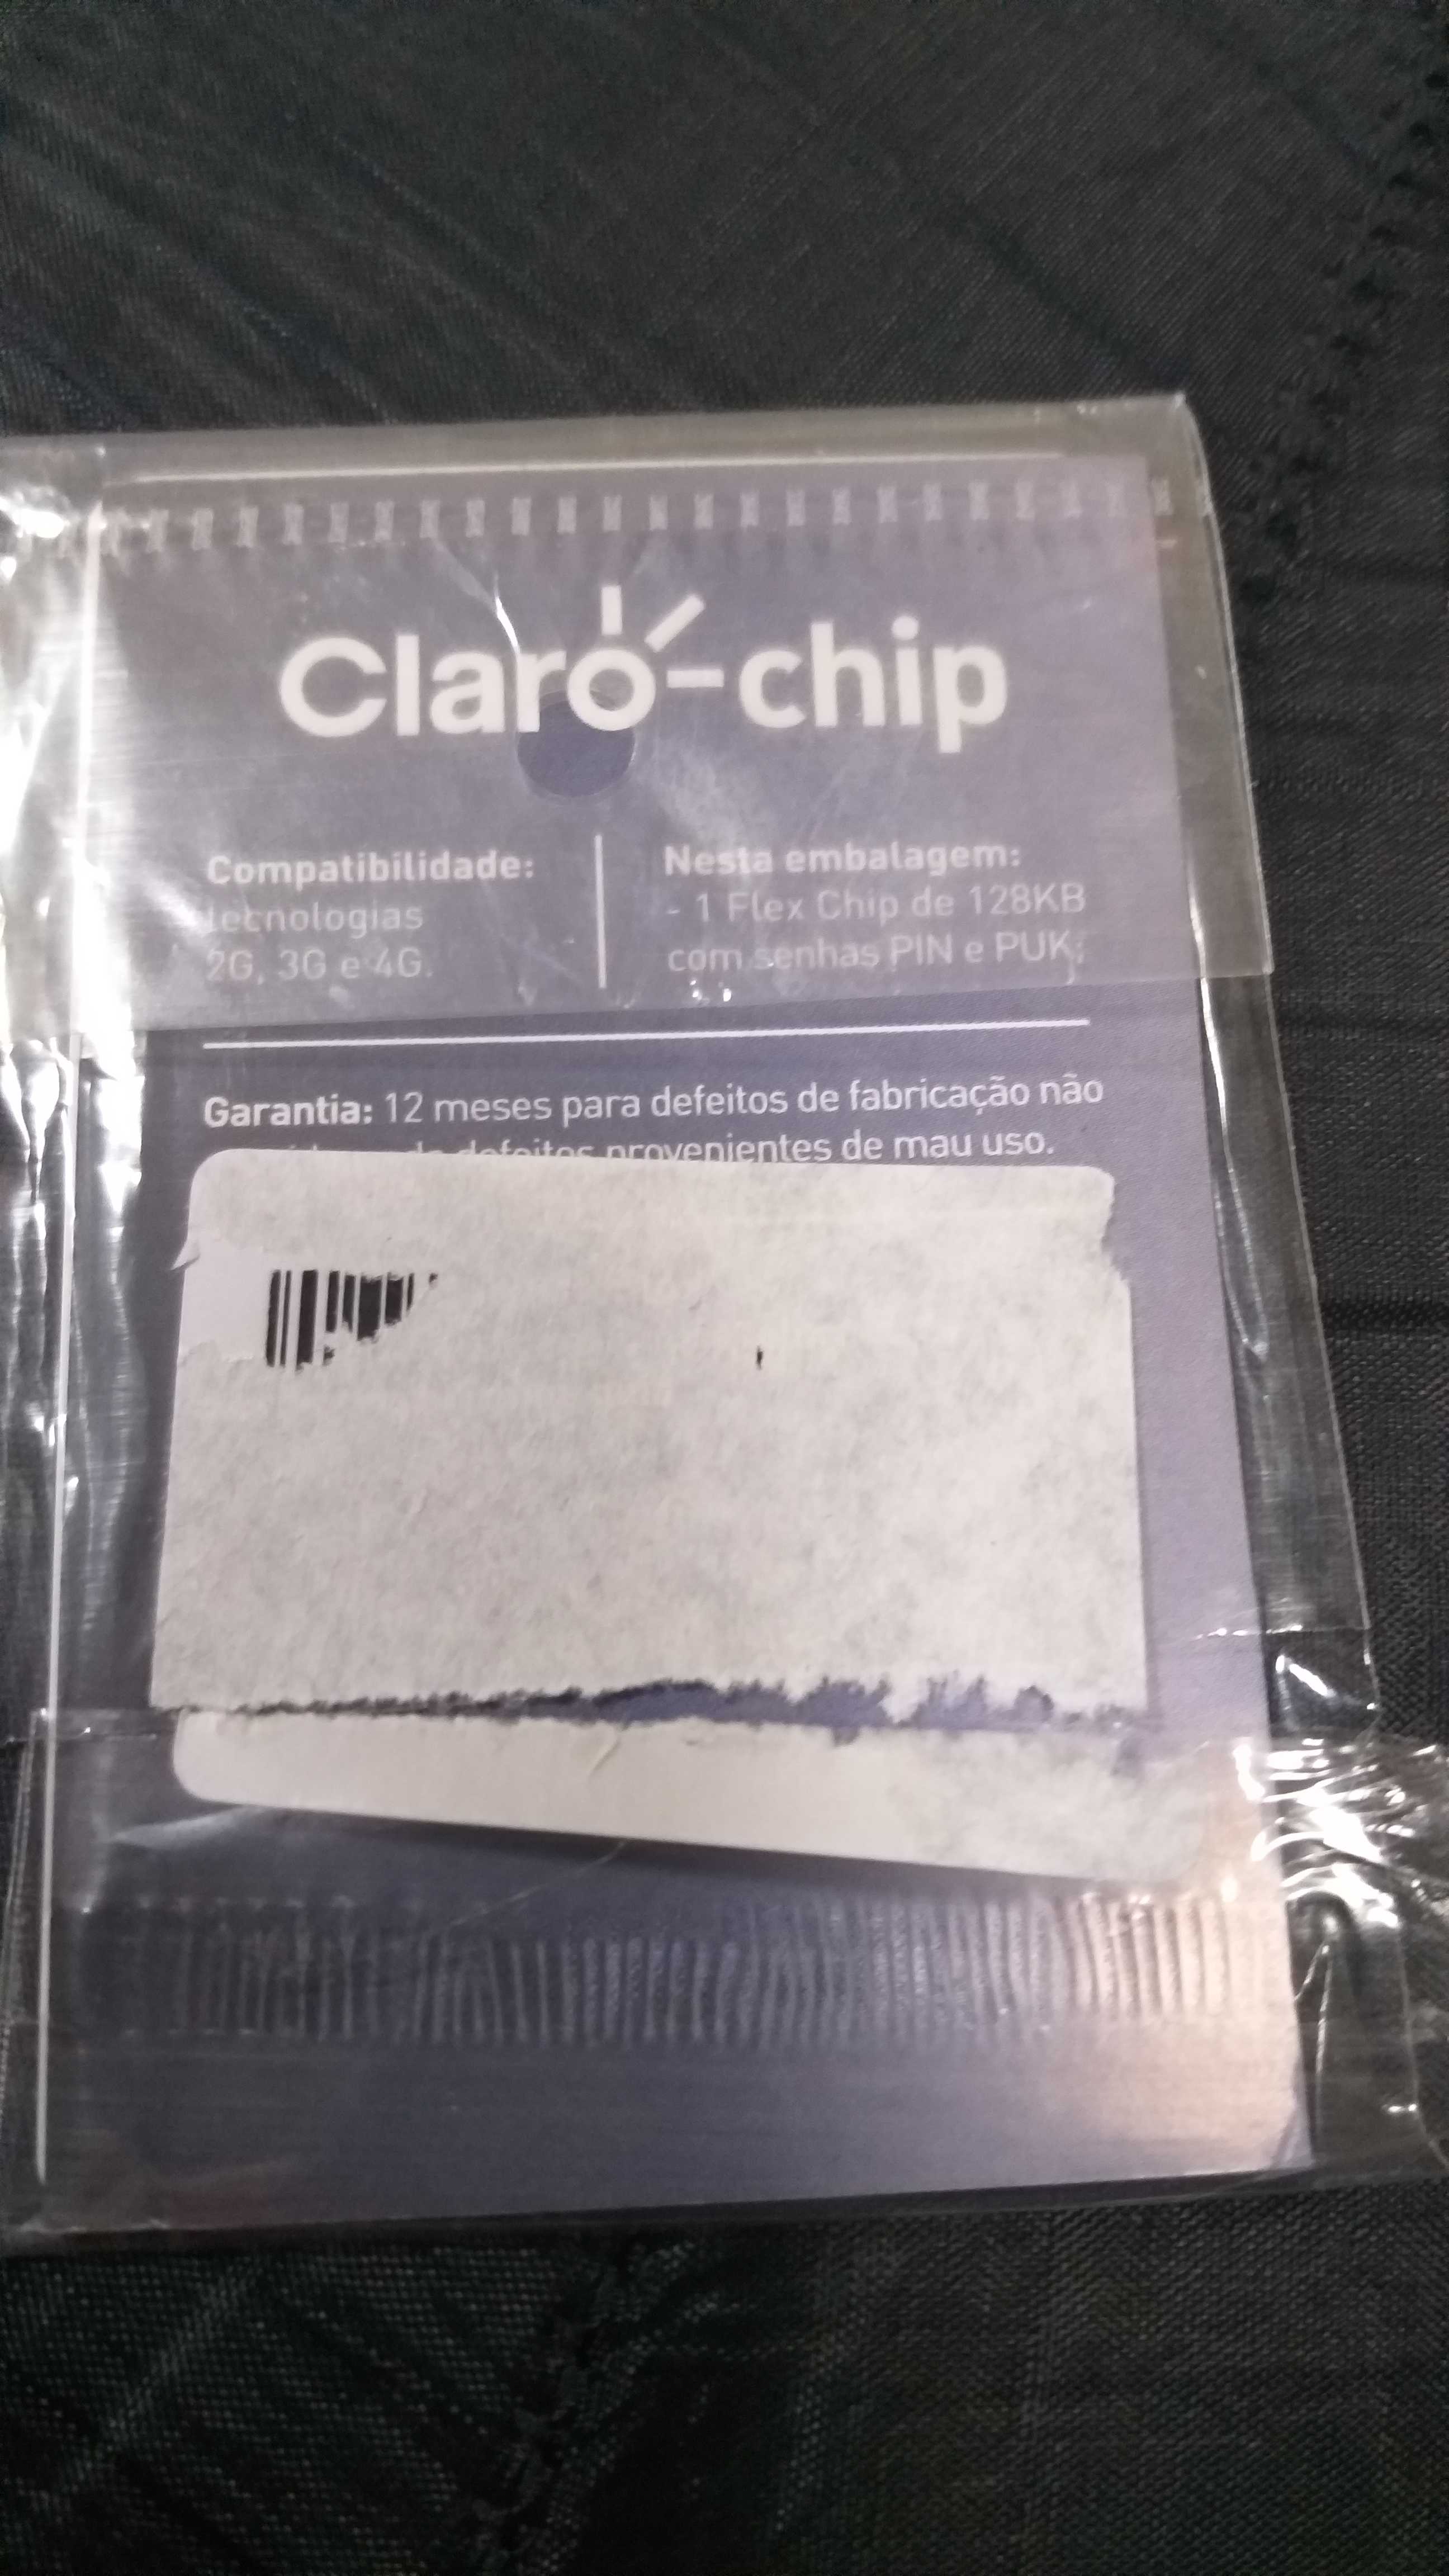 Claro-chip
Compatibilidade:
tecnologias
2G, 3G e 4G.
Nesta embalagem:
- 1 Flex Chip de 128KB
com senhas PIN e PUK;
Garantia: 12 meses para defeitos de fabricação não
defeitos provenientes de mau uso.